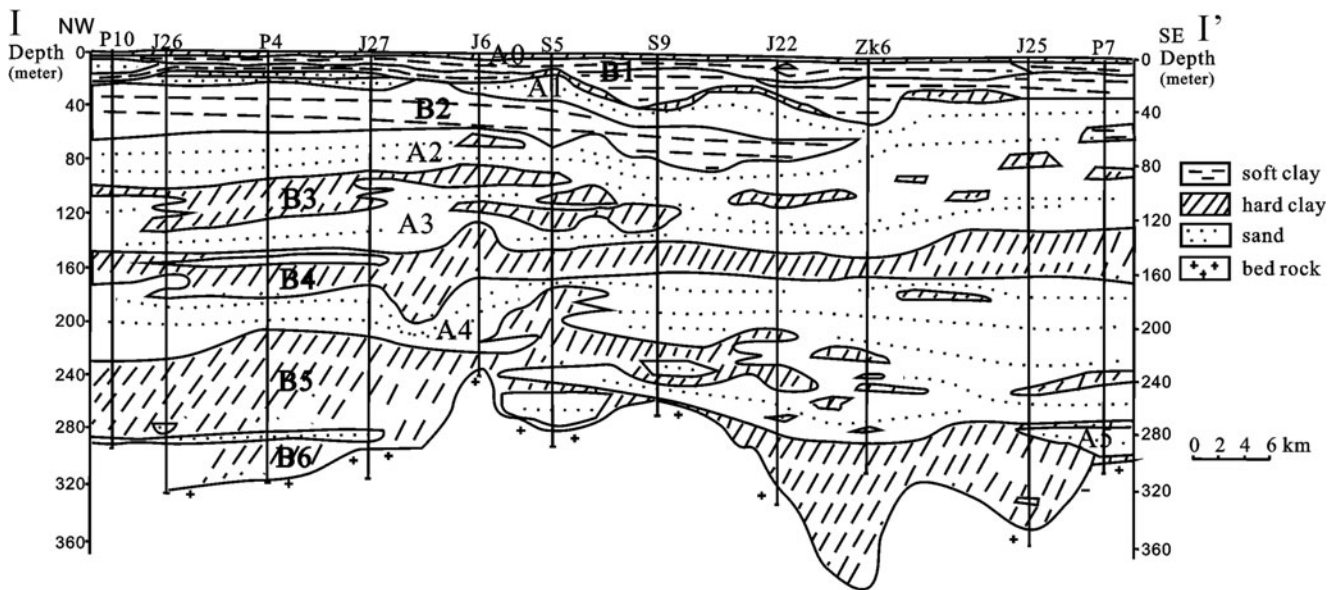 I NW SE I'
P10 J26 P4 J27 J6 S5 S9 J22 Zk6 J25 P7
Depth
(meter)
Depth
(meter)
0
40
80
120
160
200
240
280
320
360
0
40
80
120
160
200
240
280
320
360
A0
B1
A1
B2
A2
B3
A3
B4
A4
B5
A5
B6
soft clay
hard clay
sand
bed rock
0 2 4 6 km